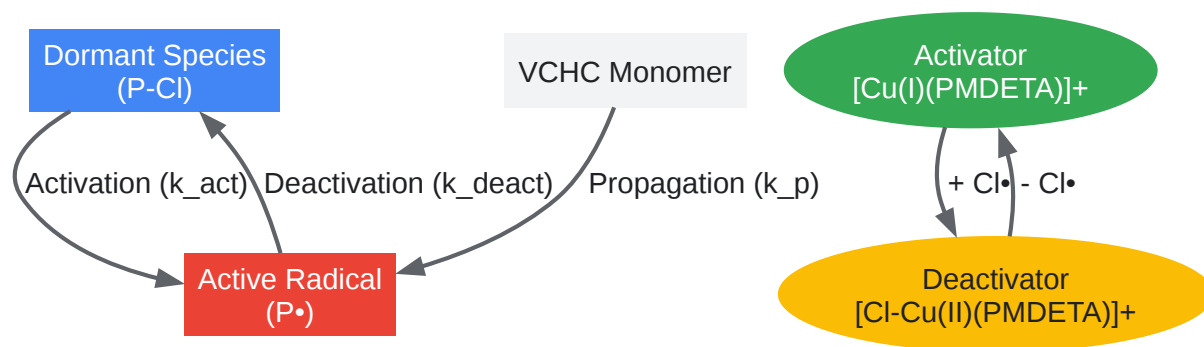 Dormant Species
(P-Cl)
VCHC Monomer
Activator
[Cu(I)(PMDETA)]+
Activation (k_act)
Deactivation (k_deact)
Propagation (k_p)
+ Cl•
- Cl•
Active Radical
(P•)
Deactivator
[Cl-Cu(II)(PMDETA)]+